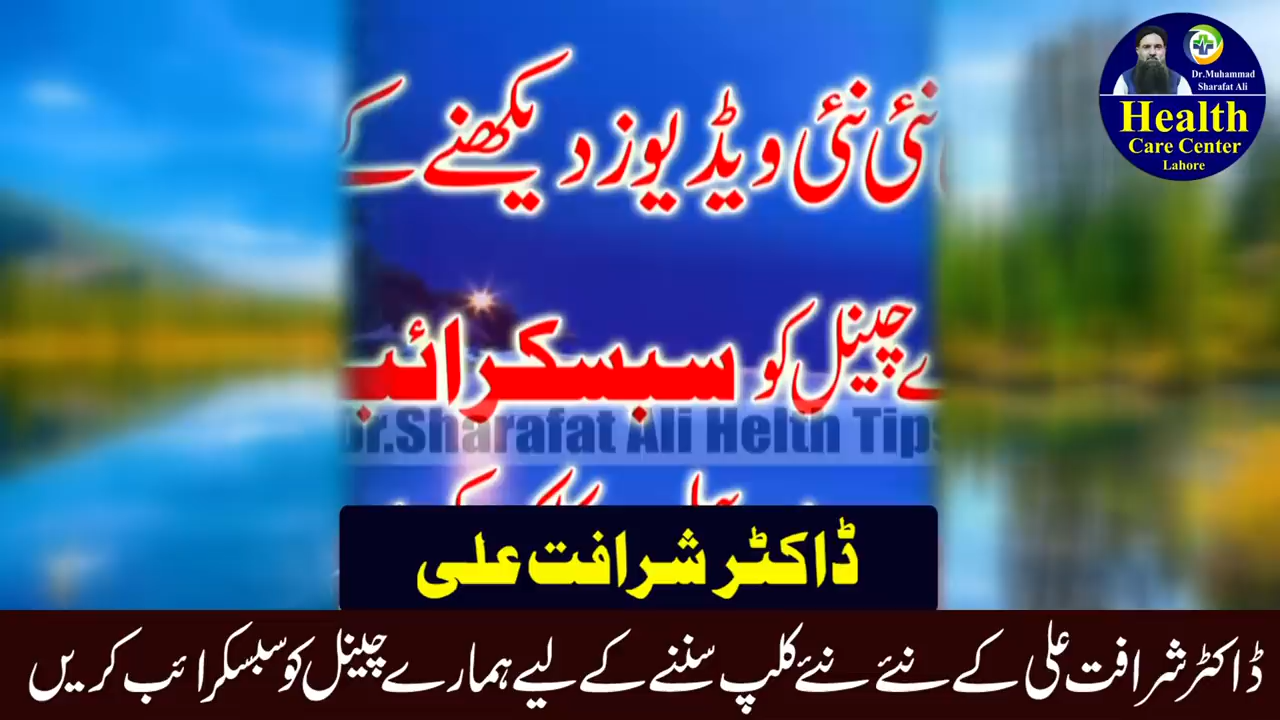 نئی نئی ویڈیوز دیکھنے کے
چینل کو سبسکرائب
Dr.Sharafat Ali Helth Tips
ڈاکٹر شرافت علی
ڈاکٹر شرافت علی کے نئے نئے کلپ سننے کے لیے ہمارے چینل کو سبسکرائب کریں
Dr.Muhammad
Sharafat Ali
Health
Care Center
Lahore